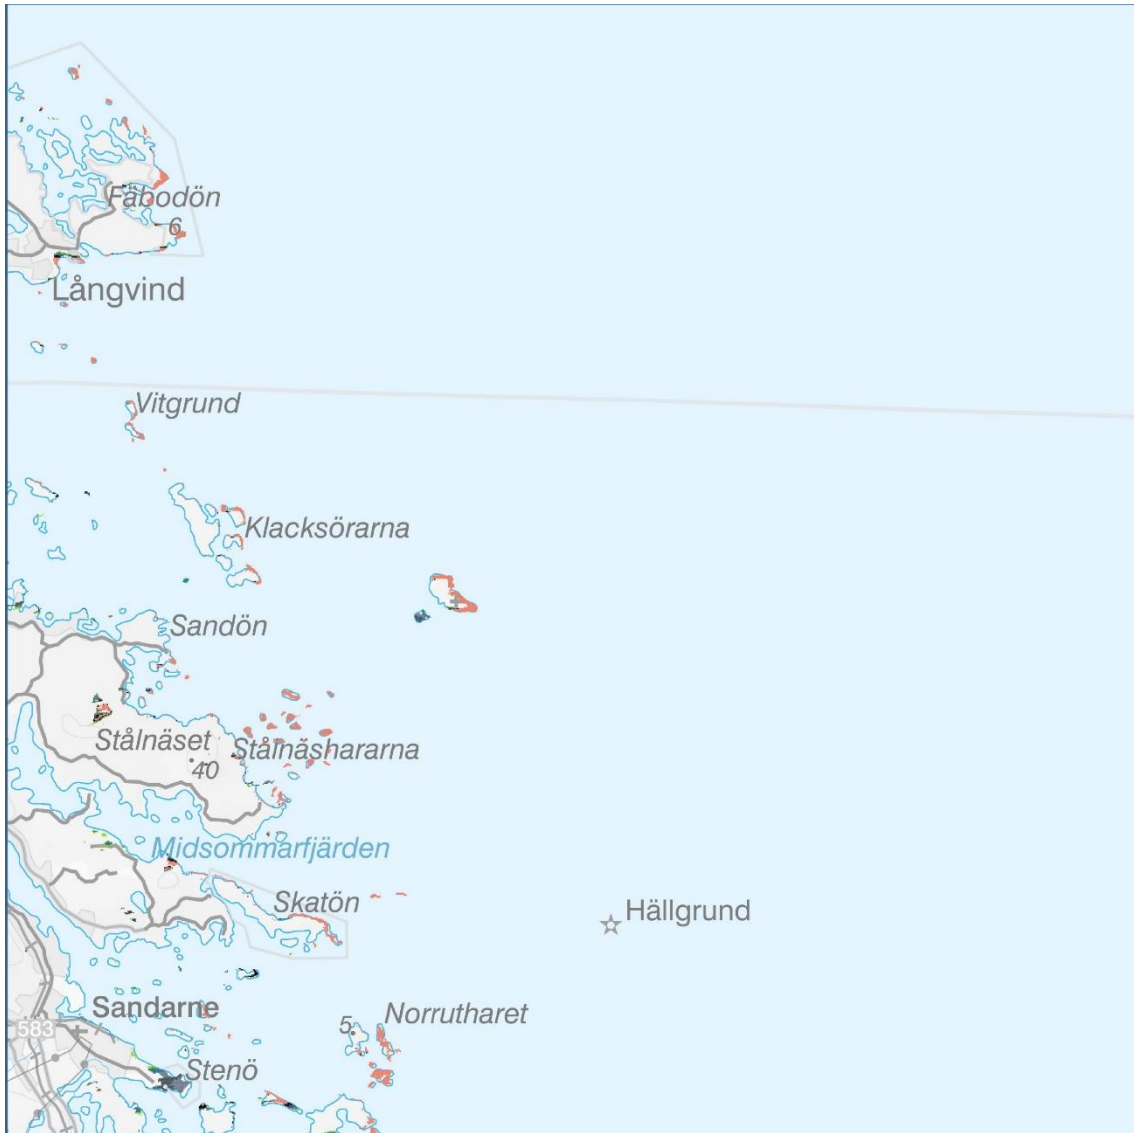 Fäbodön
6
Långvind
Vitgrund
Klacksörarna
Sandön
Stålnäset
Stålnäshararna
40
Midsommarfjärden
Skatön
Hällgrund
Sandarne
5
Norrutharet
583
Stenö